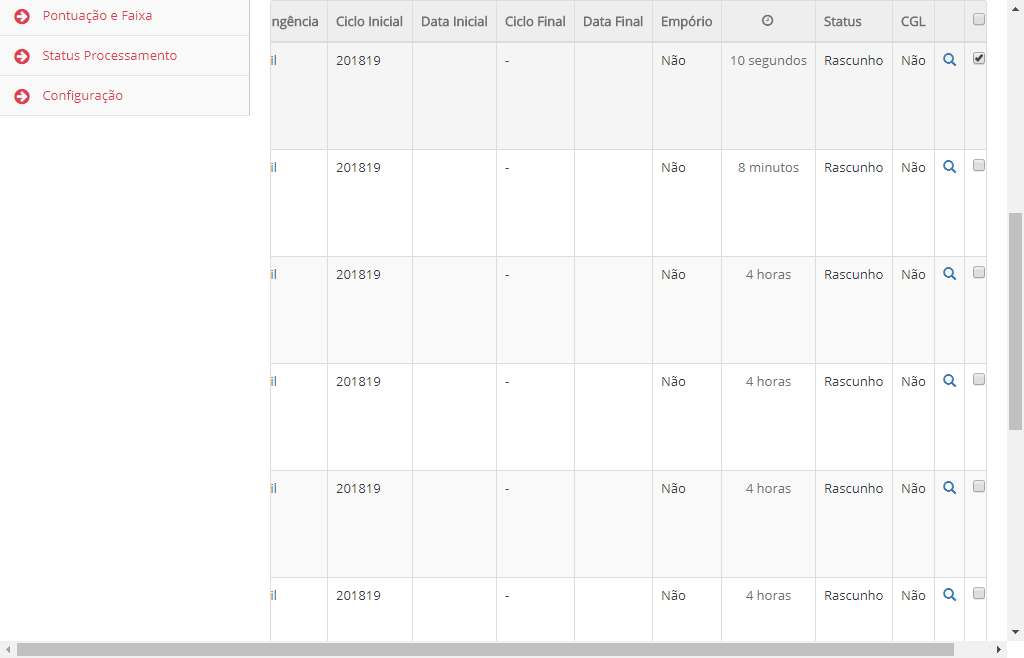 Pontuação e Faixa
Status Processamento
Configuração
ngência Ciclo Inicial Data Inicial Ciclo Final Data Final Empório Status CGL
il 201819 - Não 10 segundos Rascunho Não
il 201819 - Não 8 minutos Rascunho Não
il 201819 - Não 4 horas Rascunho Não
il 201819 - Não 4 horas Rascunho Não
il 201819 - Não 4 horas Rascunho Não
il 201819 - Não 4 horas Rascunho Não